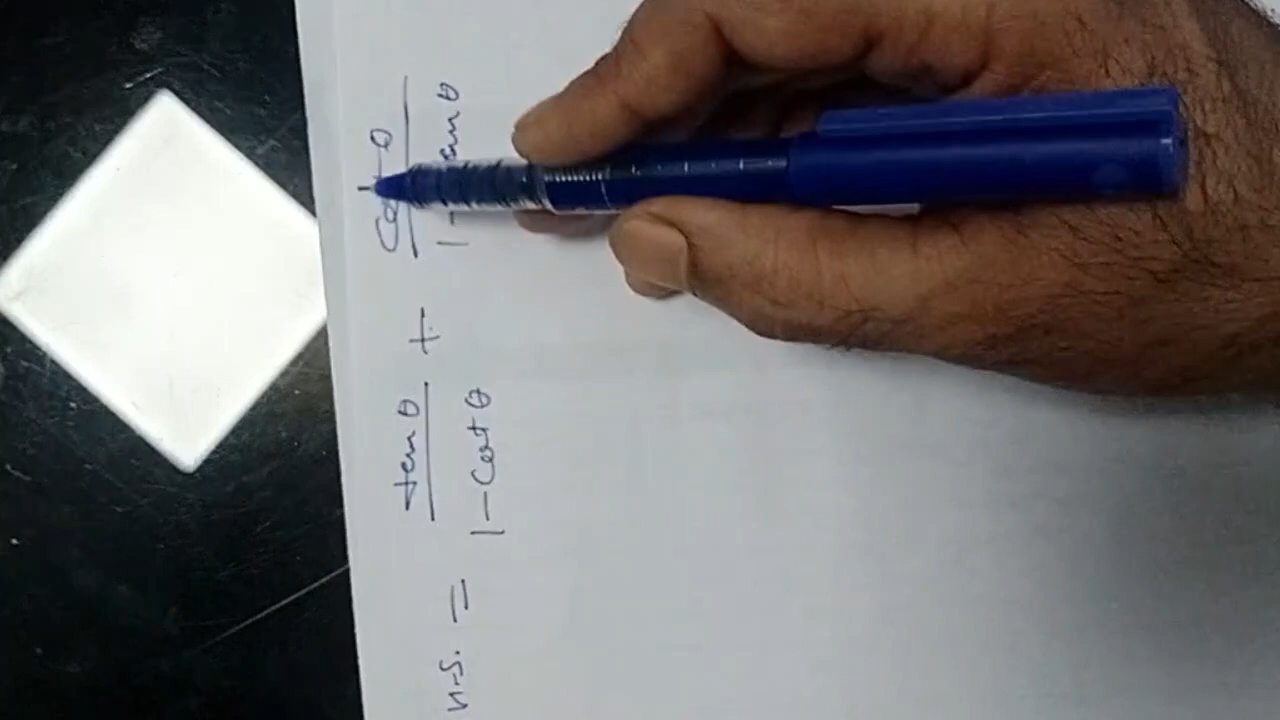 H.S. = tanθ/(1-cotθ) + cotθ/(1-tanθ)